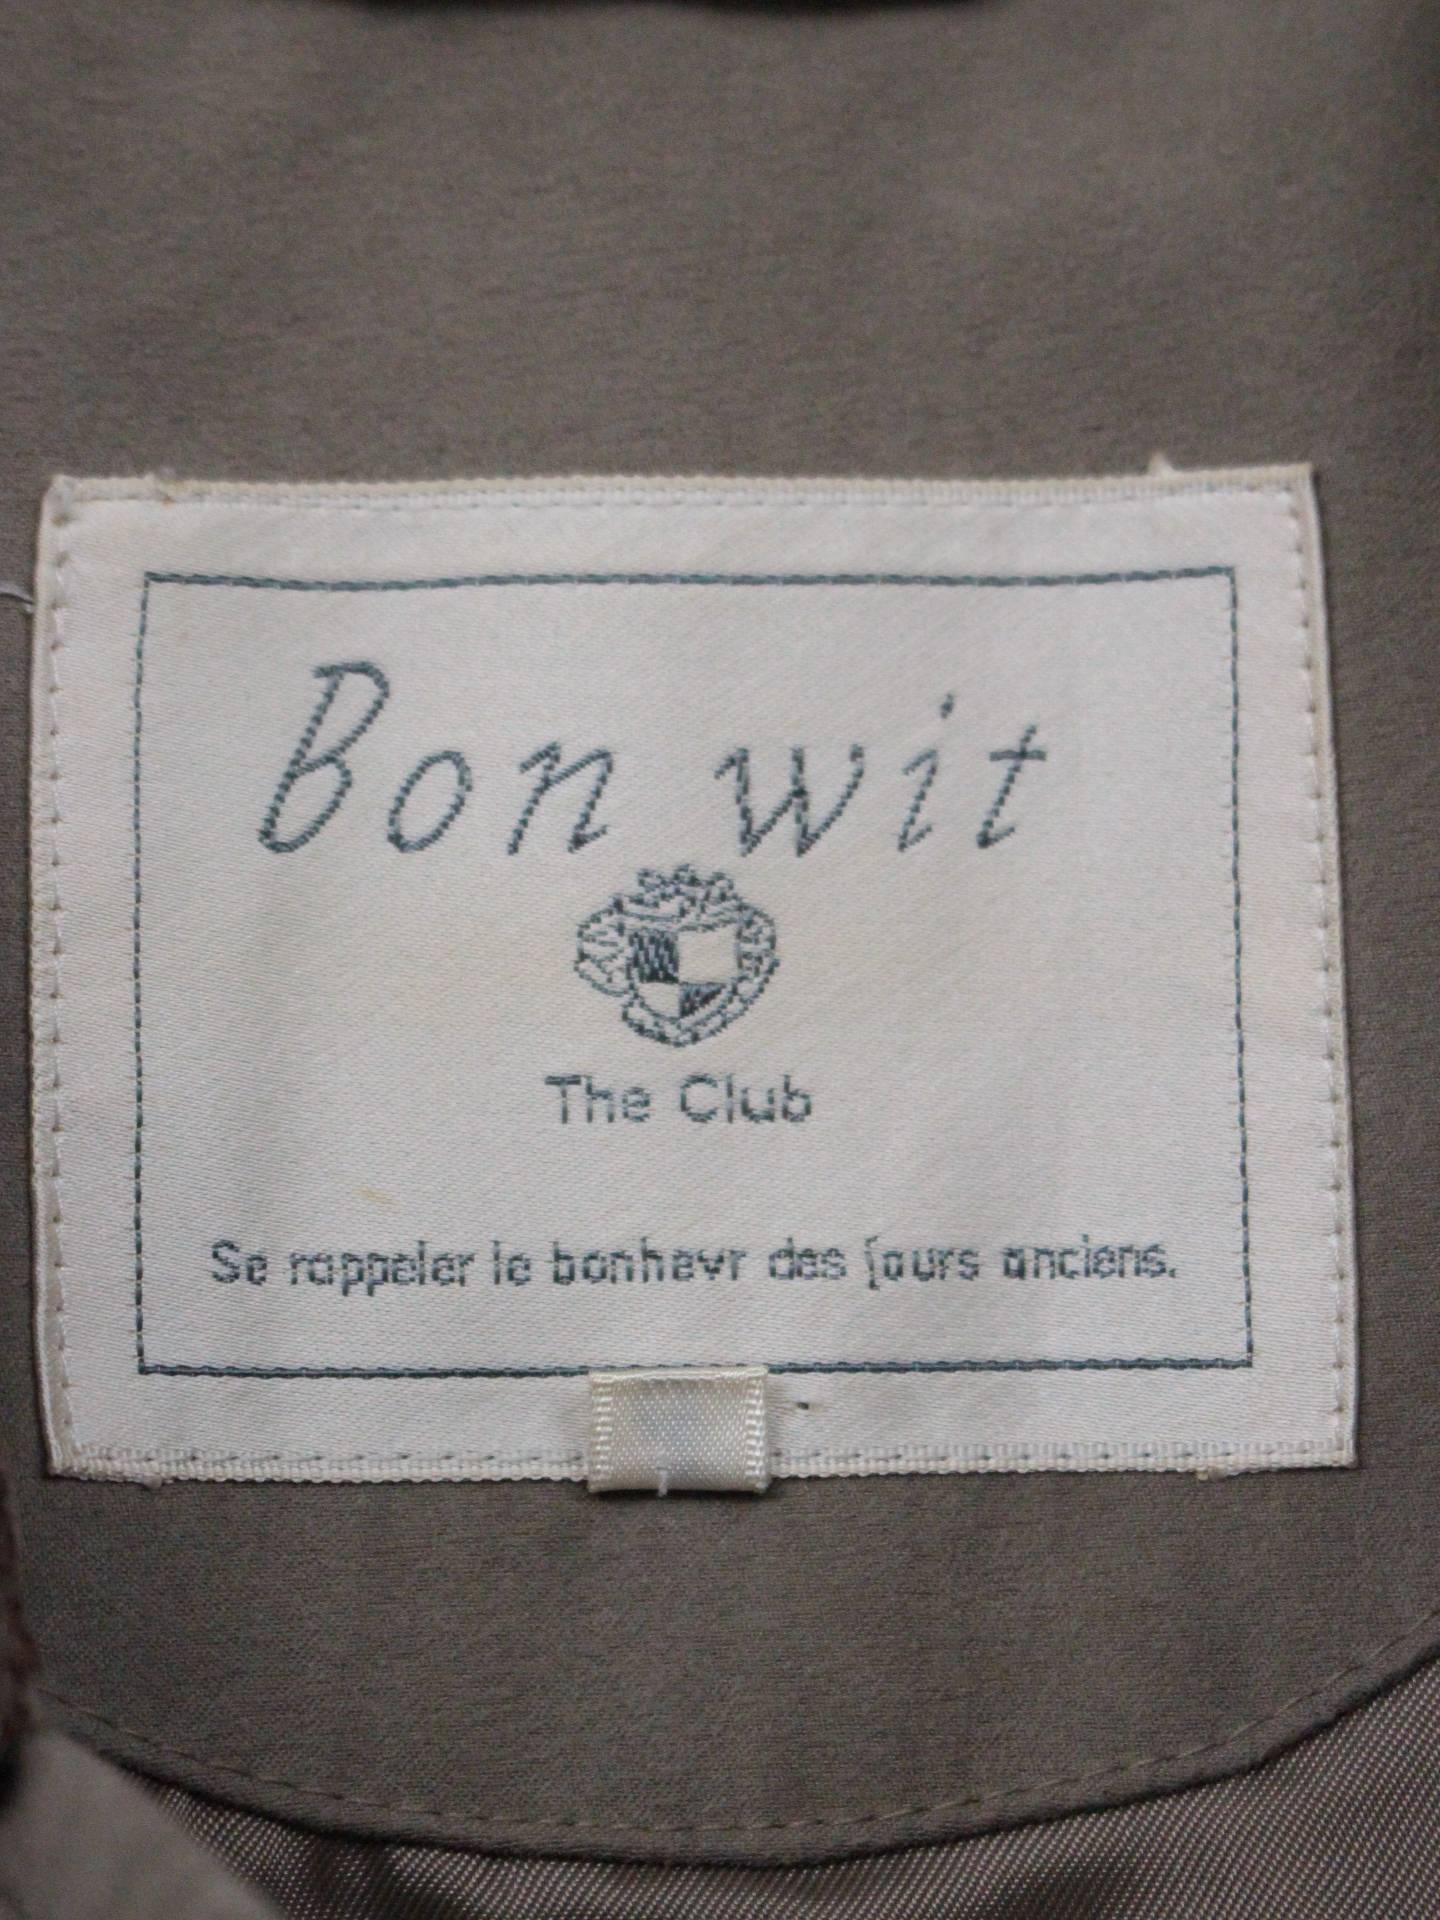 Bon wit
The Club
Se rappeler le bonhevr des jours anciens.